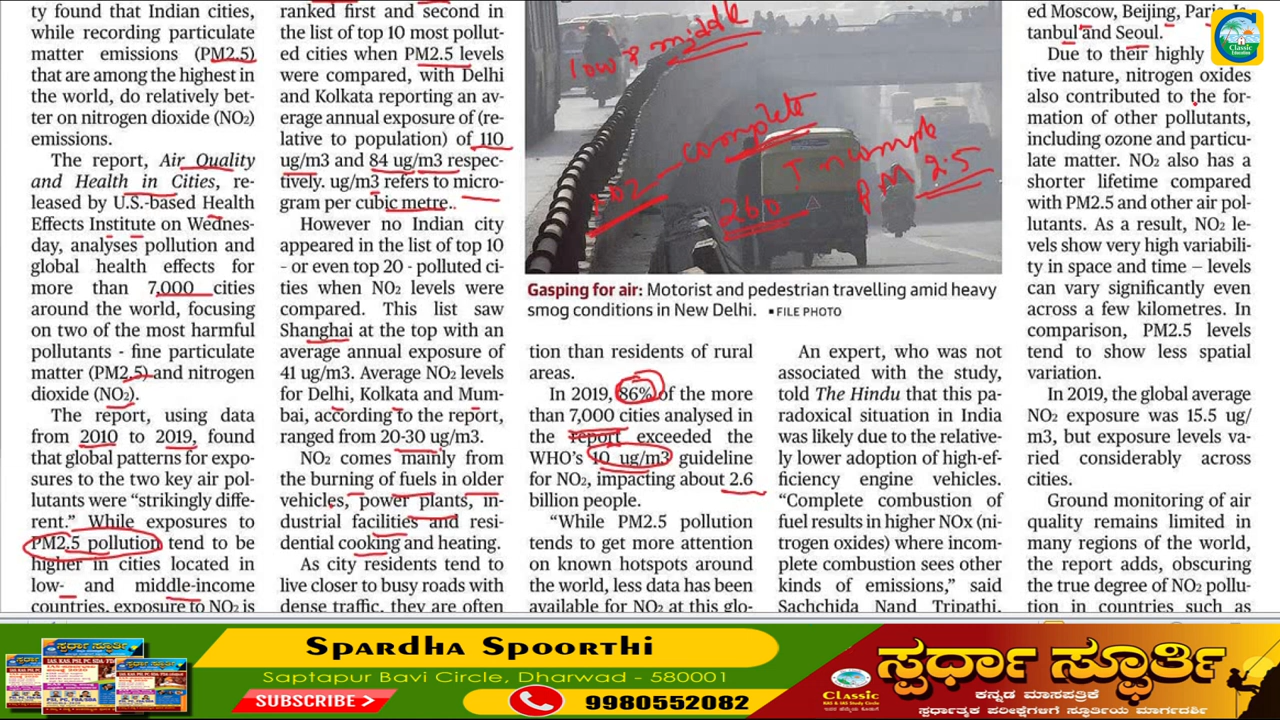 ty found that Indian cities,
while recording particulate
matter emissions (PM2.5)
that are among the highest in
the world, do relatively bet-
ter on nitrogen dioxide (NO2)
emissions.
The report, Air Quality
and Health in Cities, re-
leased by U.S.-based Health
Effects Institute on Wednes-
day, analyses pollution and
global health effects for
more than 7,000 cities
around the world, focusing
on two of the most harmful
pollutants - fine particulate
matter (PM2.5) and nitrogen
dioxide (NO2).
The report, using data
from 2010 to 2019, found
that global patterns for expo-
sures to the two key air pol-
lutants were “strikingly diffe-
rent.” While exposures to
PM2.5 pollution tend to be
higher in cities located in
low- and middle-income
countries, exposure to NO2 is
ranked first and second in
the list of top 10 most pollut-
ed cities when PM2.5 levels
were compared, with Delhi
and Kolkata reporting an av-
erage annual exposure of (re-
lative to population) of 110
ug/m3 and 84 ug/m3 respec-
tively. ug/m3 refers to micro-
gram per cubic metre.
However no Indian city
appeared in the list of top 10
- or even top 20 - polluted ci-
ties when NO2 levels were
compared. This list saw
Shanghai at the top with an
average annual exposure of
41 ug/m3. Average NO2 levels
for Delhi, Kolkata and Mum-
bai, according to the report,
ranged from 20-30 ug/m3.
NO2 comes mainly from
the burning of fuels in older
vehicles, power plants, in-
dustrial facilities and resi-
dential cooking and heating.
As city residents tend to
live closer to busy roads with
dense traffic, they are often
low & middle
NO2 - complete
Incomple
PM 2.5
260
Gasping for air: Motorist and pedestrian travelling amid heavy
smog conditions in New Delhi. ■ FILE PHOTO
tion than residents of rural
areas.
In 2019, 86% of the more
than 7,000 cities analysed in
the report exceeded the
WHO’s 10 ug/m3 guideline
for NO2, impacting about 2.6
billion people.
“While PM2.5 pollution
tends to get more attention
on known hotspots around
the world, less data has been
available for NO2 at this glo-
An expert, who was not
associated with the study,
told The Hindu that this pa-
radoxical situation in India
was likely due to the relative-
ly lower adoption of high-ef-
ficiency engine vehicles.
“Complete combustion of
fuel results in higher NOx (ni-
trogen oxides) where incom-
plete combustion sees other
kinds of emissions,” said
Sachchida Nand Tripathi,
ed Moscow, Beijing, Paris, Is-
tanbul and Seoul.
Due to their highly
tive nature, nitrogen oxides
also contributed to the for-
mation of other pollutants,
including ozone and particu-
late matter. NO2 also has a
shorter lifetime compared
with PM2.5 and other air pol-
lutants. As a result, NO2 le-
vels show very high variabili-
ty in space and time – levels
can vary significantly even
across a few kilometres. In
comparison, PM2.5 levels
tend to show less spatial
variation.
In 2019, the global average
NO2 exposure was 15.5 ug/
m3, but exposure levels va-
ried considerably across
cities.
Ground monitoring of air
quality remains limited in
many regions of the world,
the report adds, obscuring
the true degree of NO2 pollu-
tion in countries such as
Classic
Education
Spardha Spoorthi
Saptapur Bavi Circle, Dharwad - 580001
SUBSCRIBE
9980552082
ಸ್ಪರ್ಧಾ ಸ್ಫೂರ್ತಿ
ಕನ್ನಡ ಮಾಸಪತ್ರಿಕೆ
ಸ್ಪರ್ಧಾತ್ಮಕ ಪರೀಕ್ಷೆಗಳಿಗೆ ಸ್ಫೂರ್ತಿಯ ಮಾರ್ಗದರ್ಶಿ
Classic
KAS & IAS Study Circle
ಸ್ಪರ್ಧಾ ಸ್ಫೂರ್ತಿ